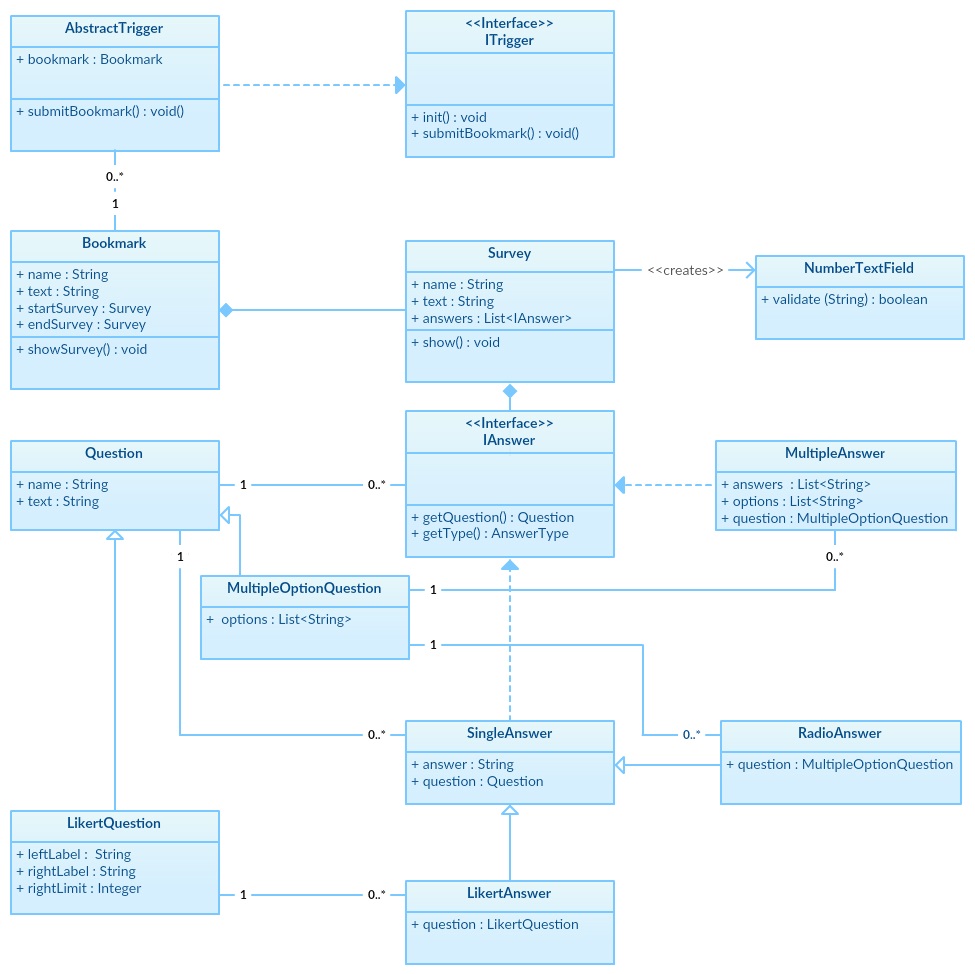 AbstractTrigger
+ bookmark : Bookmark
+ submitBookmark() : void()
<<Interface>>
ITrigger
+ init() : void
+ submitBookmark() : void()
0..*
1
Bookmark
+ name : String
+ text : String
+ startSurvey : Survey
+ endSurvey : Survey
+ showSurvey() : void
Survey
+ name : String
+ text : String
+ answers : List<IAnswer>
+ show() : void
<<creates>>
NumberTextField
+ validate (String) : boolean
Question
+ name : String
+ text : String
1
0..*
<<Interface>>
IAnswer
+ getQuestion() : Question
+ getType() : AnswerType
MultipleAnswer
+ answers : List<String>
+ options : List<String>
+ question : MultipleOptionQuestion
1
0..*
MultipleOptionQuestion
+ options : List<String>
1
1
0..*
SingleAnswer
+ answer : String
+ question : Question
0..*
RadioAnswer
+ question : MultipleOptionQuestion
LikertQuestion
+ leftLabel : String
+ rightLabel : String
+ rightLimit : Integer
1
0..*
LikertAnswer
+ question : LikertQuestion